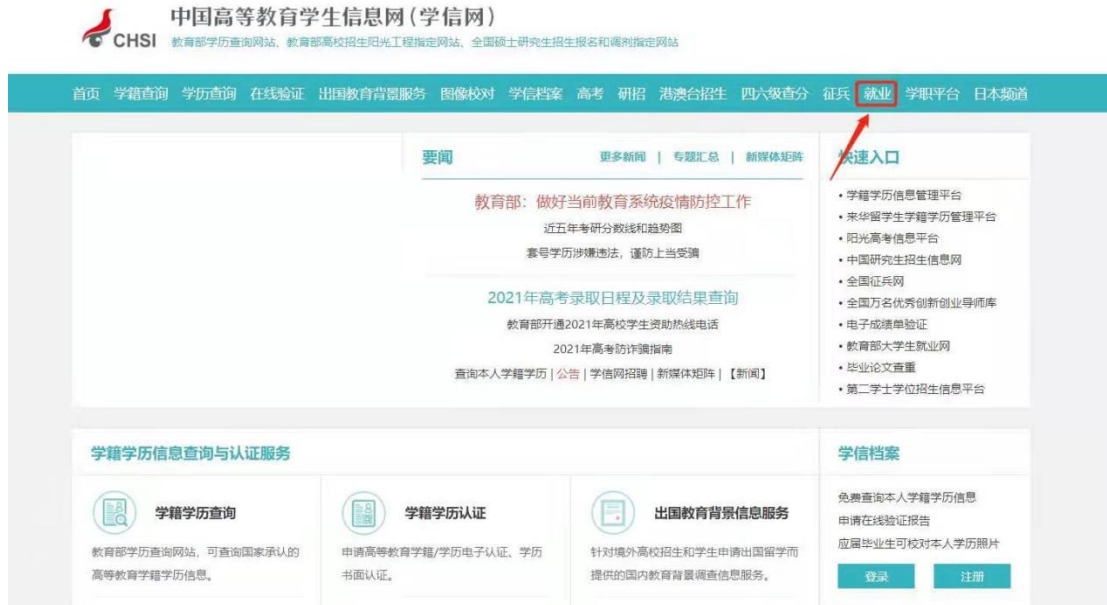 中国高等教育学生信息网(学信网)
CHSI 教育部学历查询网站、教育部高校招生阳光工程指定网站、全国硕士研究生招生报名和调剂指定网站
首页 学籍查询 学历查询 在线验证 出国教育背景服务 图像校对 学信档案 高考 研招 港澳台招生 四六级查分 征兵 就业 学职平台 日本频道
要闻 更多新闻 | 专题汇总 | 新媒体矩阵
教育部：做好当前教育系统疫情防控工作
近五年考研分数线和趋势图
套号学历涉嫌违法，谨防上当受骗
2021年高考录取日程及录取结果查询
教育部开通2021年高校学生资助热线电话
2021年高考防诈骗指南
查询本人学籍学历 | 公告 | 学信网招聘 | 新媒体矩阵 | 【新闻】
快速入口
• 学籍学历信息管理平台
• 来华留学生学籍学历管理平台
• 阳光高考信息平台
• 中国研究生招生信息网
• 全国征兵网
• 全国万名优秀创新创业导师库
• 电子成绩单验证
• 教育部大学生就业网
• 毕业论文查重
• 第二学士学位招生信息平台
学籍学历信息查询与认证服务
学籍学历查询
教育部学历查询网站，可查询国家承认的
高等教育学籍学历信息。
学籍学历认证
申请高等教育学籍/学历电子认证、学历
书面认证。
出国教育背景信息服务
针对境外高校招生和学生申请出国留学而
提供的国内教育背景调查信息服务。
学信档案
免费查询本人学籍学历信息
申请在线验证报告
应届毕业生可校对本人学历照片
登录 注册